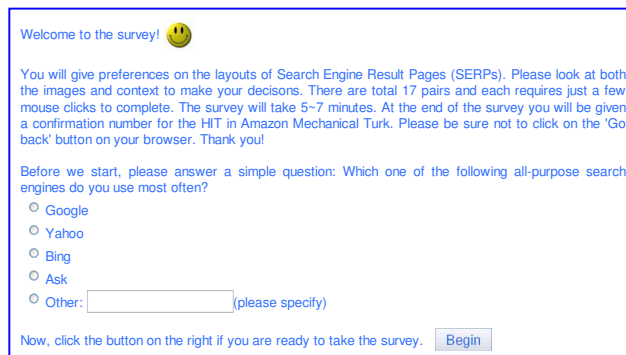 Welcome to the survey!
You will give preferences on the layouts of Search Engine Result Pages (SERPs). Please look at both
the images and context to make your decisons. There are total 17 pairs and each requires just a few
mouse clicks to complete. The survey will take 5~7 minutes. At the end of the survey you will be given
a confirmation number for the HIT in Amazon Mechanical Turk. Please be sure not to click on the 'Go
back' button on your browser. Thank you!
Before we start, please answer a simple question: Which one of the following all-purpose search
engines do you use most often?
Google
Yahoo
Bing
Ask
Other: (please specify)
Now, click the button on the right if you are ready to take the survey. Begin